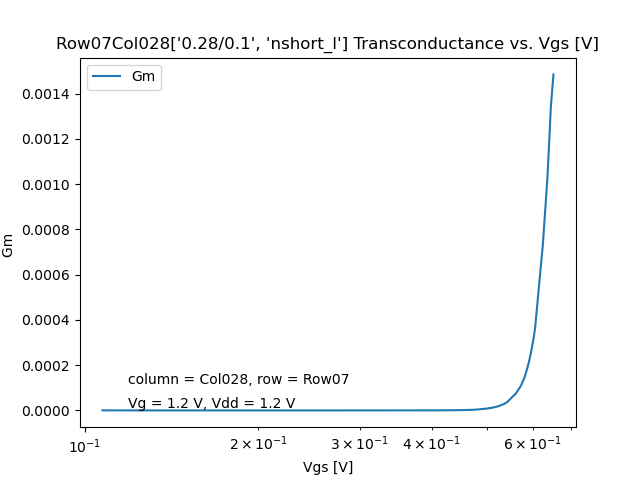 Row07Col028['0.28/0.1', 'nshort_l'] Transconductance vs. Vgs [V]
Gm
0.0014
0.0012
0.0010
0.0008
0.0006
0.0004
0.0002
0.0000
Gm
column = Col028, row = Row07
Vg = 1.2 V, Vdd = 1.2 V
10⁻¹
2 × 10⁻¹
3 × 10⁻¹
4 × 10⁻¹
6 × 10⁻¹
Vgs [V]